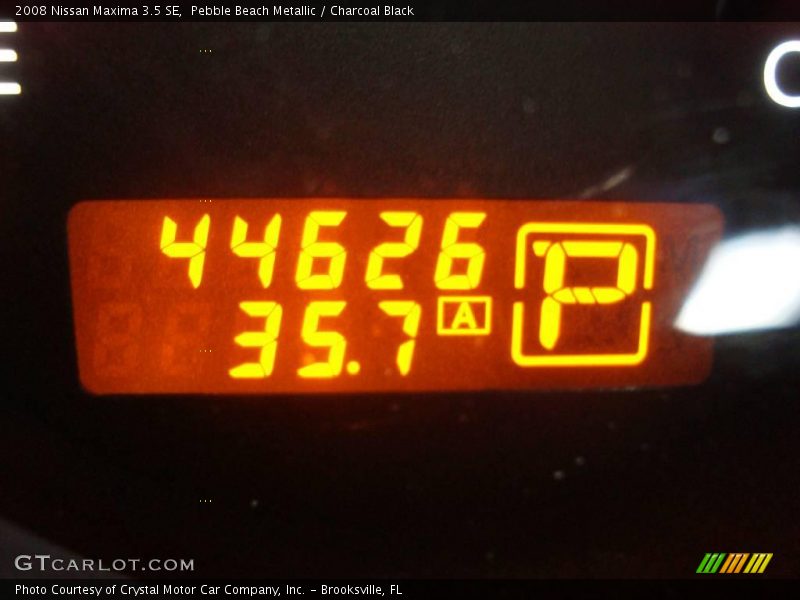 2008 Nissan Maxima 3.5 SE, Pebble Beach Metallic / Charcoal Black
C
44626
35.7 A
P
GTCARLOT.COM
Photo Courtesy of Crystal Motor Car Company, Inc. - Brooksville, FL